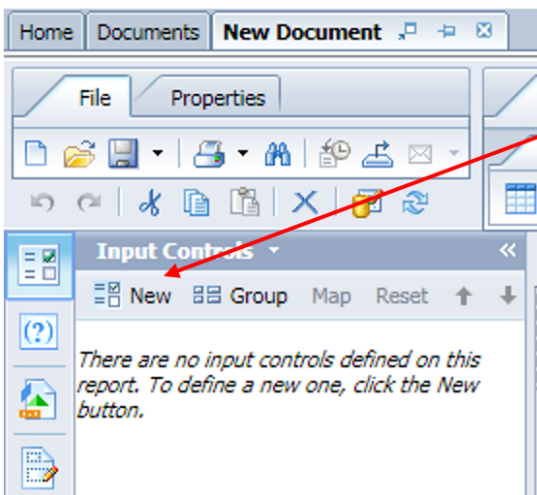 Home Documents New Document
File Properties
Input Controls
New Group Map Reset
(?)
There are no input controls defined on this
report. To define a new one, click the New
button.